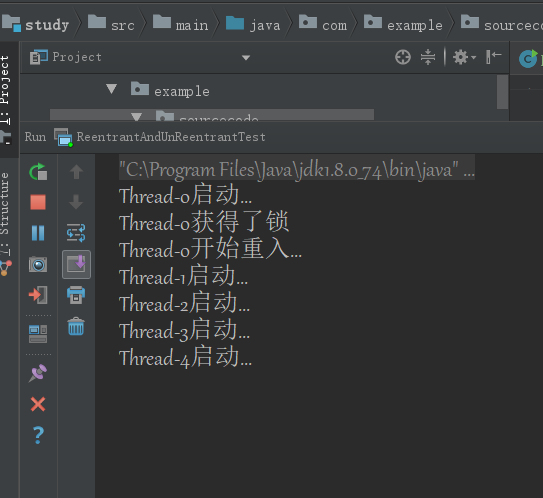 study src main java com example sourcecod
Project
example
sourcecode
1: Project
Run ReentrantAndUnReentrantTest
"C:\Program Files\Java\jdk1.8.0_74\bin\java" ...
Thread-0启动...
Thread-0获得了锁
Thread-0开始重入...
Thread-1启动...
Thread-2启动...
Thread-3启动...
Thread-4启动...
Structure